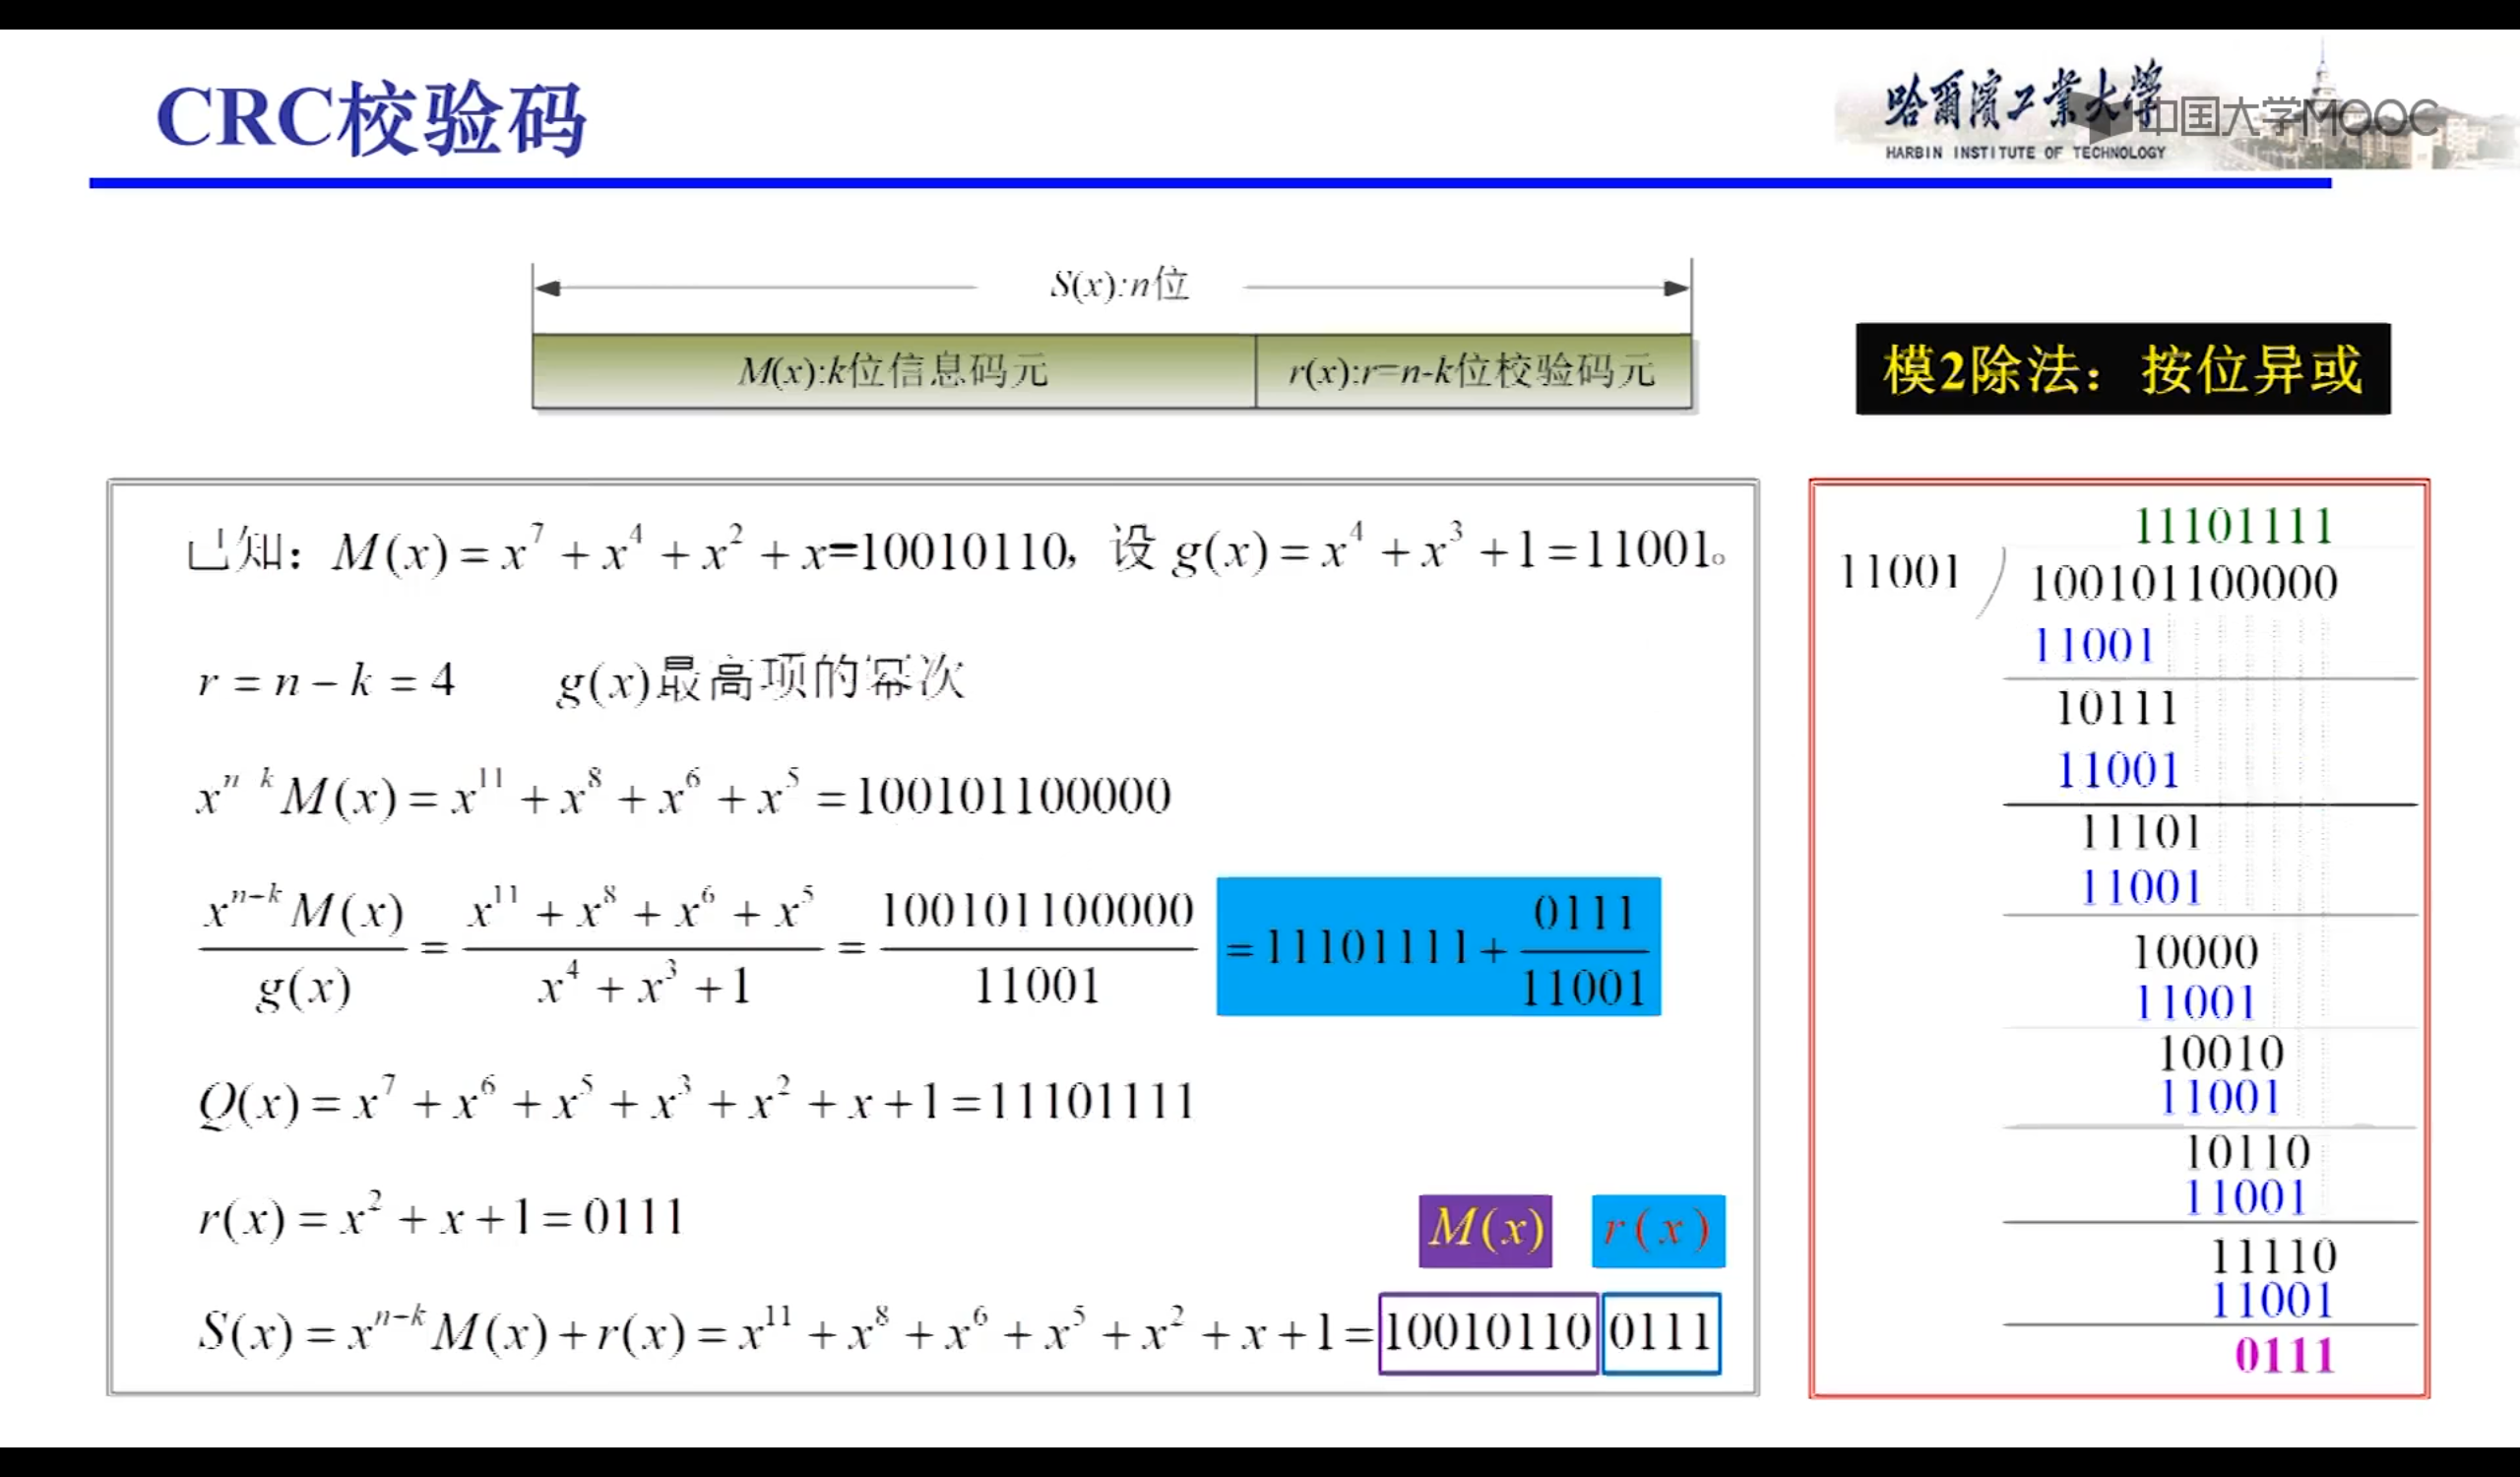 CRC校验码
哈爾濱工業大學
HARBIN INSTITUTE OF TECHNOLOGY
中国大学MOOC
S(x):n位
M(x):k位信息码元 r(x):r=n-k位校验码元
模2除法：按位异或
已知：M(x) = x^7 + x^4 + x^2 + x=10010110，设 g(x) = x^4 + x^3 + 1 = 11001。
r = n − k = 4 g(x)最高项的幂次
x^{n k} M(x) = x^11 + x^8 + x^6 + x^5 = 100101100000
x^{n−k} M(x) / g(x) = (x^11 + x^8 + x^6 + x^5) / (x^4 + x^3 + 1) = 100101100000 / 11001 = 11101111 + 0111 / 11001
Q(x) = x^7 + x^6 + x^5 + x^3 + x^2 + x + 1 = 11101111
r(x) = x^2 + x + 1 = 0111
M(x) r(x)
S(x) = x^{n−k} M(x) + r(x) = x^11 + x^8 + x^6 + x^5 + x^2 + x + 1 = 10010110 0111
11101111
11001 ) 100101100000
11001
10111
11001
11101
11001
10000
11001
10010
11001
10110
11001
11110
11001
0111